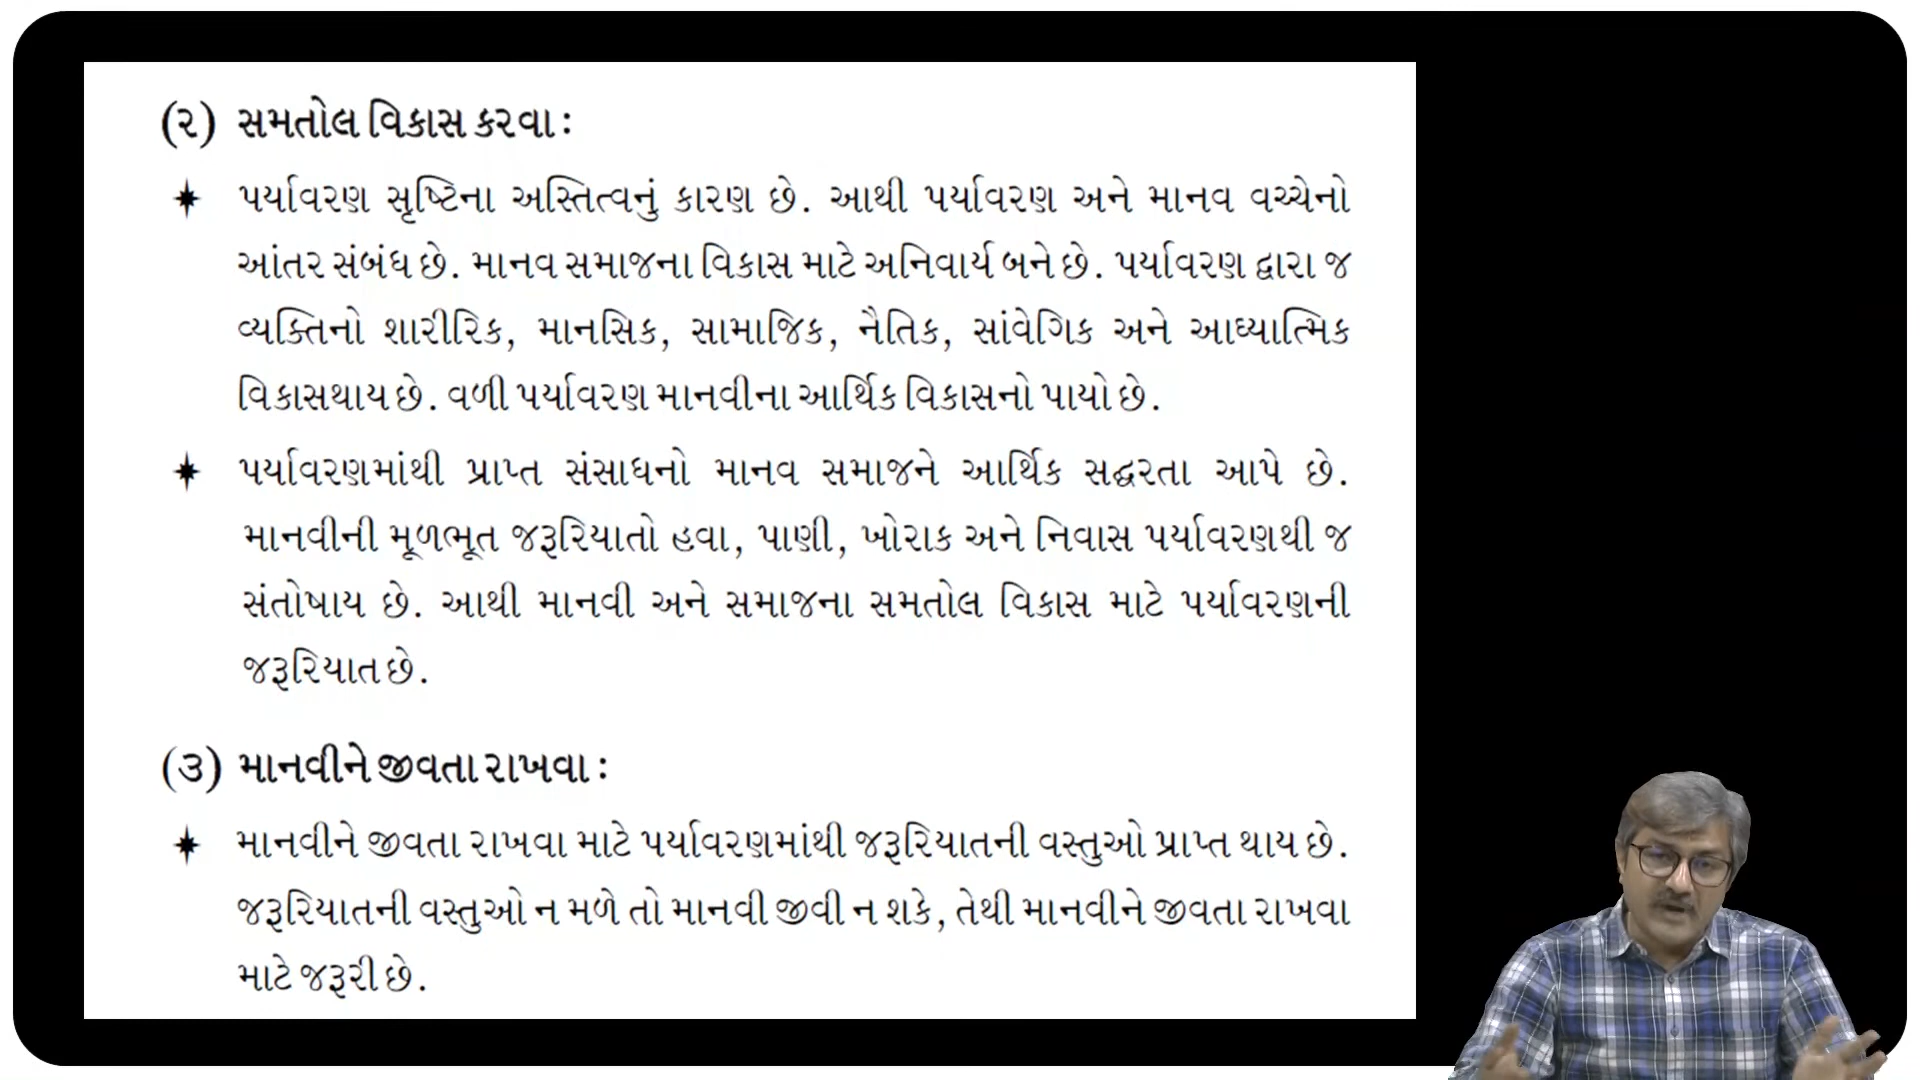 (૨) સમતોલ વિકાસ કરવા :
✦ પર્યાવરણ સૃષ્ટિના અસ્તિત્વનું કારણ છે. આથી પર્યાવરણ અને માનવ વચ્ચેનો
આંતર સંબંધ છે. માનવ સમાજના વિકાસ માટે અનિવાર્ય બને છે. પર્યાવરણ દ્વારા જ
વ્યક્તિનો શારીરિક, માનસિક, સામાજિક, નૈતિક, સાંવેગિક અને આઘ્યાત્મિક
વિકાસથાય છે. વળી પર્યાવરણ માનવીના આર્થિક વિકાસનો પાયો છે.
✦ પર્યાવરણમાંથી પ્રાપ્ત સંસાધનો માનવ સમાજને આર્થિક સદ્ઘરતા આપે છે.
માનવીની મૂળભૂત જરૂરિયાતો હવા, પાણી, ખોરાક અને નિવાસ પર્યાવરણથી જ
સંતોષાય છે. આથી માનવી અને સમાજના સમતોલ વિકાસ માટે પર્યાવરણની
જરૂરિયાત છે.
(૩) માનવીને જીવતા રાખવા :
✦ માનવીને જીવતા રાખવા માટે પર્યાવરણમાંથી જરૂરિયાતની વસ્તુઓ પ્રાપ્ત થાય છે.
જરૂરિયાતની વસ્તુઓ ન મળે તો માનવી જીવી ન શકે, તેથી માનવીને જીવતા રાખવા
માટે જરૂરી છે.